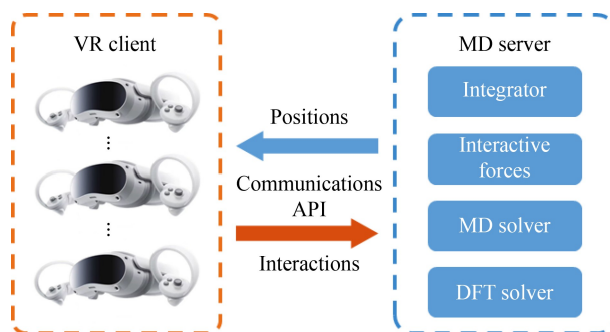 VR client
MD server
Positions
Communications
API
Interactions
Integrator
Interactive
forces
MD solver
DFT solver